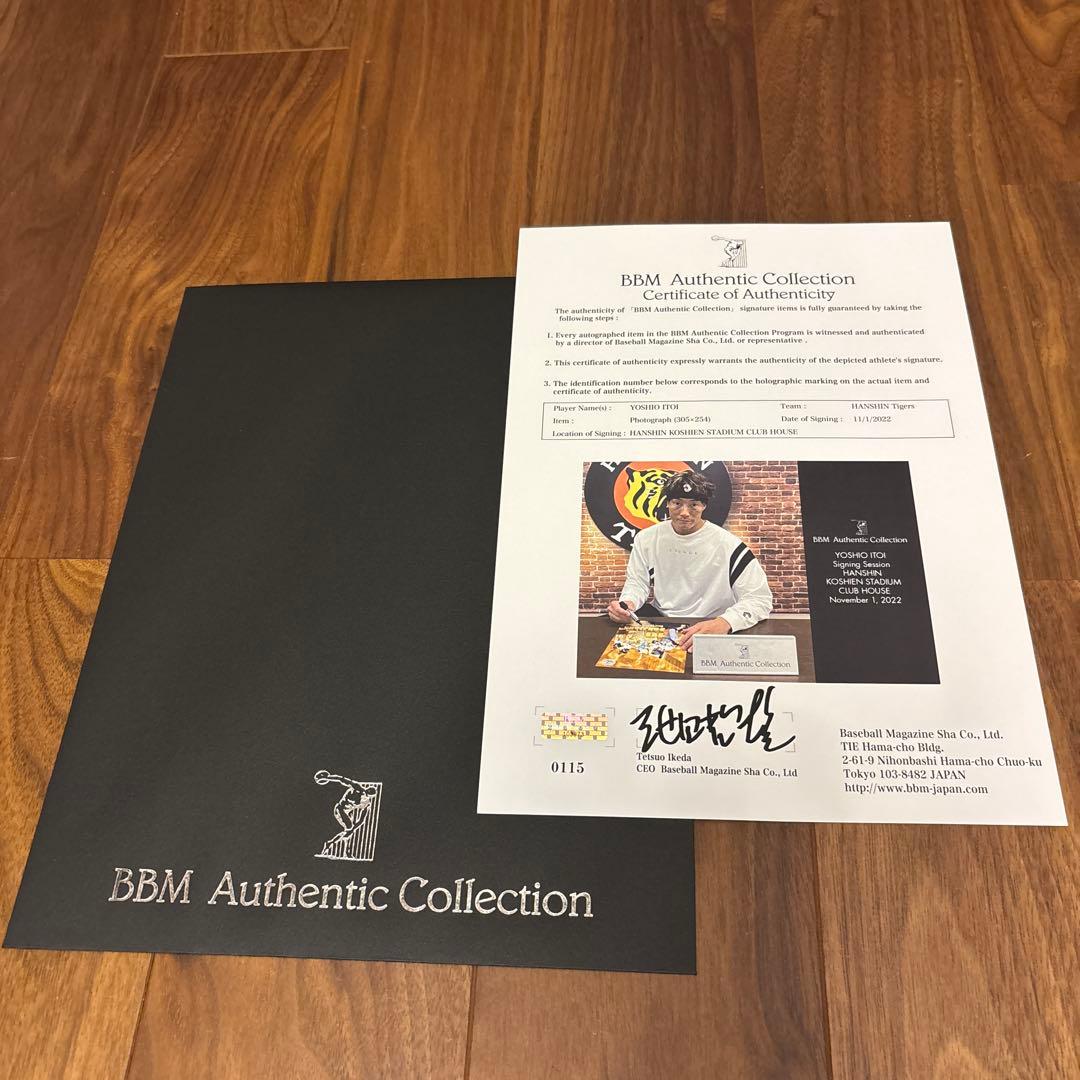 BBM Authentic Collection
Certificate of Authenticity
The authenticity of 「BBM Authentic Collection」 signature items is fully guaranteed by taking the
following steps :
1. Every autographed item in the BBM Authentic Collection Program is witnessed and authenticated
by a director of Baseball Magazine Sha Co., Ltd. or representative .
2. This certificate of authenticity expressly warrants the authenticity of the depicted athlete's signature.
3. The identification number below corresponds to the holographic marking on the actual item and
certificate of authenticity.
Player Name(s) : YOSHIO ITOI Team : HANSHIN Tigers
Item : Photograph (305×254) Date of Signing : 11/1/2022
Location of Signing : HANSHIN KOSHIEN STADIUM CLUB HOUSE
BBM Authentic Collection
YOSHIO ITOI
Signing Session
HANSHIN
KOSHIEN STADIUM
CLUB HOUSE
November 1, 2022
BBM Authentic Collection
0115
Tetsuo Ikeda
CEO Baseball Magazine Sha Co., Ltd
Baseball Magazine Sha Co., Ltd.
TIE Hama-cho Bldg.
2-61-9 Nihonbashi Hama-cho Chuo-ku
Tokyo 103-8482 JAPAN
http://www.bbm-japan.com
BBM Authentic Collection